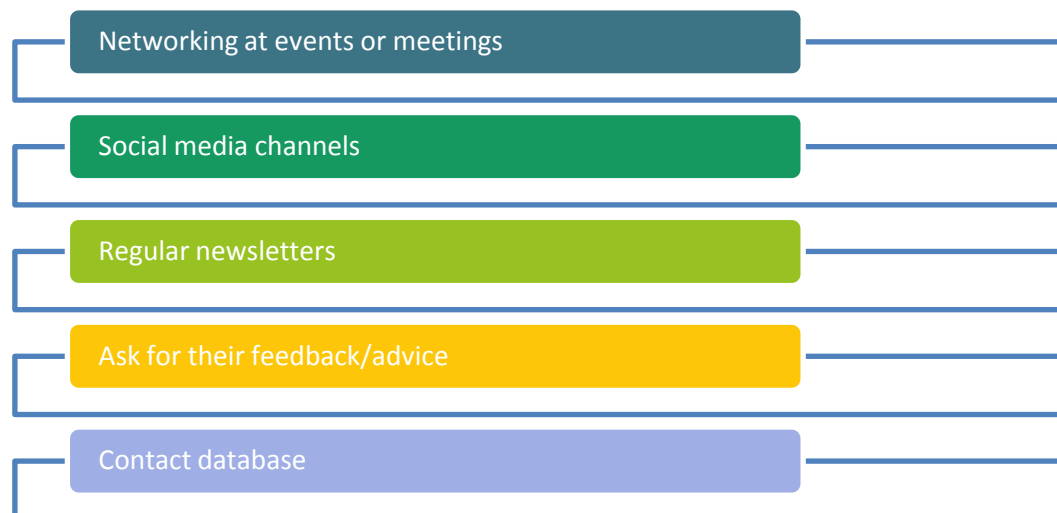 Networking at events or meetings
Social media channels
Regular newsletters
Ask for their feedback/advice
Contact database